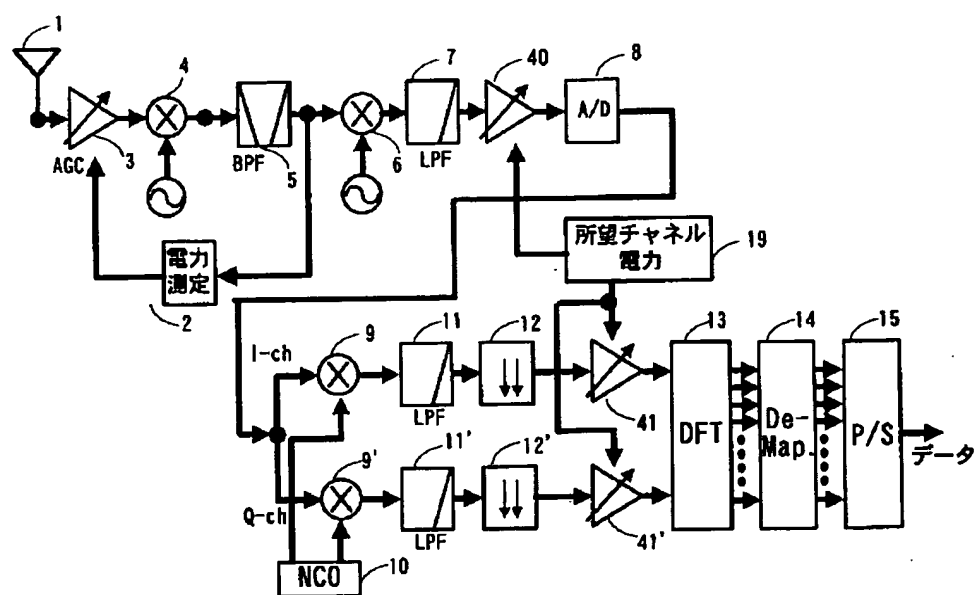 1
4
7
40
8
A/D
3
AGC
BPF
5
6
LPF
電力
測定
2
所望チャネル
電力
19
I-ch
9
11
12
13
14
15
LPF
41
DFT
De-
Map.
P/S
データ
Q-ch
9'
11'
12'
LPF
41'
NCO
10